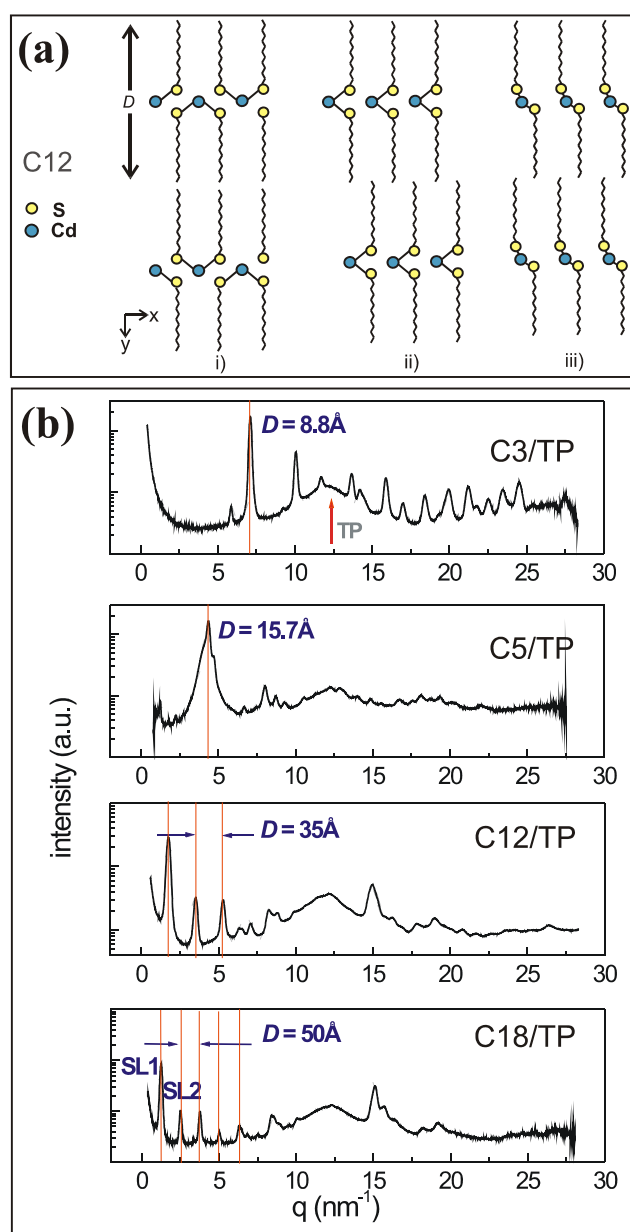 (a)
D
C12
S
Cd
x
y
i)
ii)
iii)
(b)
D = 8.8Å
C3/TP
TP
0 5 10 15 20 25 30
D = 15.7Å
C5/TP
0 5 10 15 20 25 30
intensity (a.u.)
D = 35Å
C12/TP
0 5 10 15 20 25 30
D = 50Å
C18/TP
SL1
SL2
0 5 10 15 20 25 30
q (nm⁻¹)